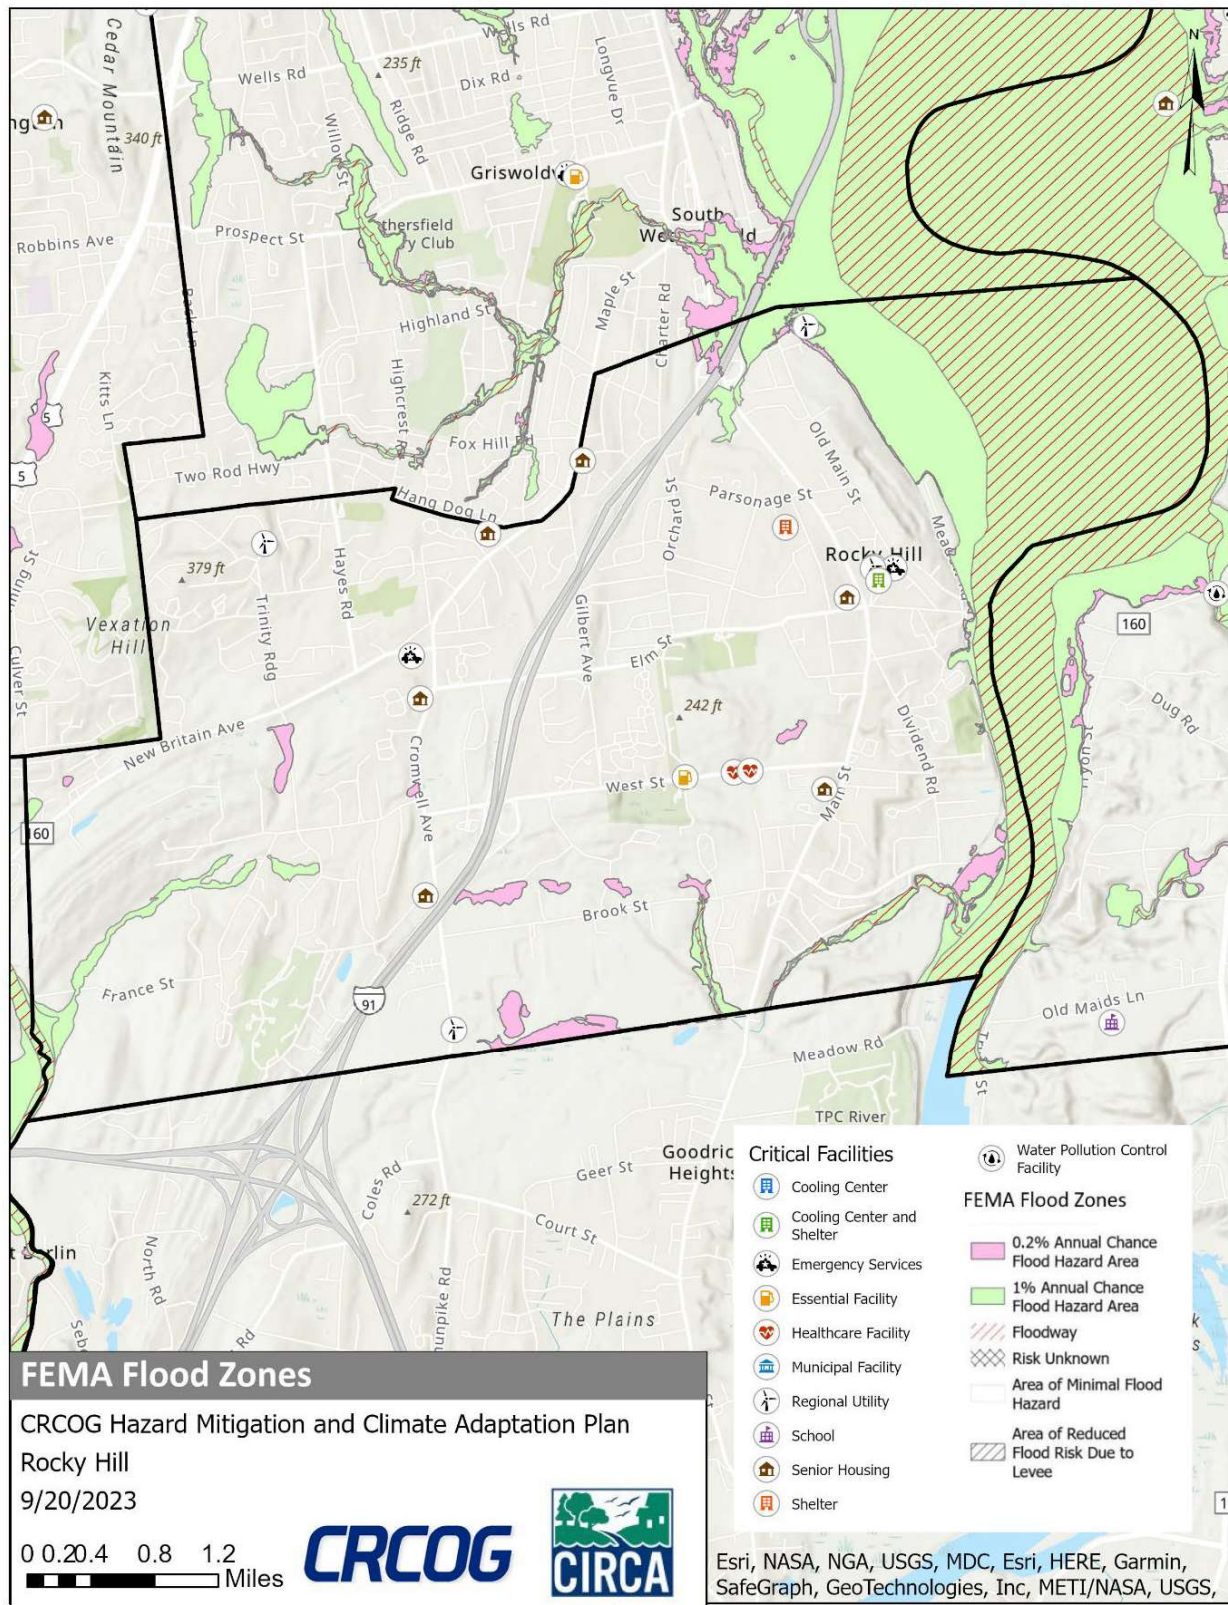 Cedar Mountain
Wells Rd
Wells Rd
235 ft
Dix Rd
Longvue Dr
N
340 ft
Ridge Rd
Willow St
South
Robbins Ave
Prospect St
Maple St
Charter Rd
Highland St
Back Ln
Kitts Ln
Highcrest R
5
5
Fox Hill Rd
Two Rod Hwy
Hang Dog Ln
Old Main St
Parsonage St
Orchard St
Rocky Hill
379 ft
Hayes Rd
Trinity Rdg
Gilbert Ave
160
Vexation
Hill
Culver St
Elm St
242 ft
Dug Rd
Dividend Rd
New Britain Ave
Cromwell Ave
West St
Main St
160
Brook St
France St
91
Old Maids Ln
Meadow Rd
TPC River
Goodric
Heights
Geer St
Coles Rd
272 ft
Court St
North Rd
The Plains
Critical Facilities
Cooling Center
Cooling Center and
Shelter
Emergency Services
Essential Facility
Healthcare Facility
Municipal Facility
Regional Utility
School
Senior Housing
Shelter
Water Pollution Control
Facility
FEMA Flood Zones
0.2% Annual Chance
Flood Hazard Area
1% Annual Chance
Flood Hazard Area
Floodway
Risk Unknown
Area of Minimal Flood
Hazard
Area of Reduced
Flood Risk Due to
Levee
FEMA Flood Zones
CRCOG Hazard Mitigation and Climate Adaptation Plan
Rocky Hill
9/20/2023
0 0.20.4 0.8 1.2
Miles
CRCOG
CIRCA
Esri, NASA, NGA, USGS, MDC, Esri, HERE, Garmin,
SafeGraph, GeoTechnologies, Inc, METI/NASA, USGS,